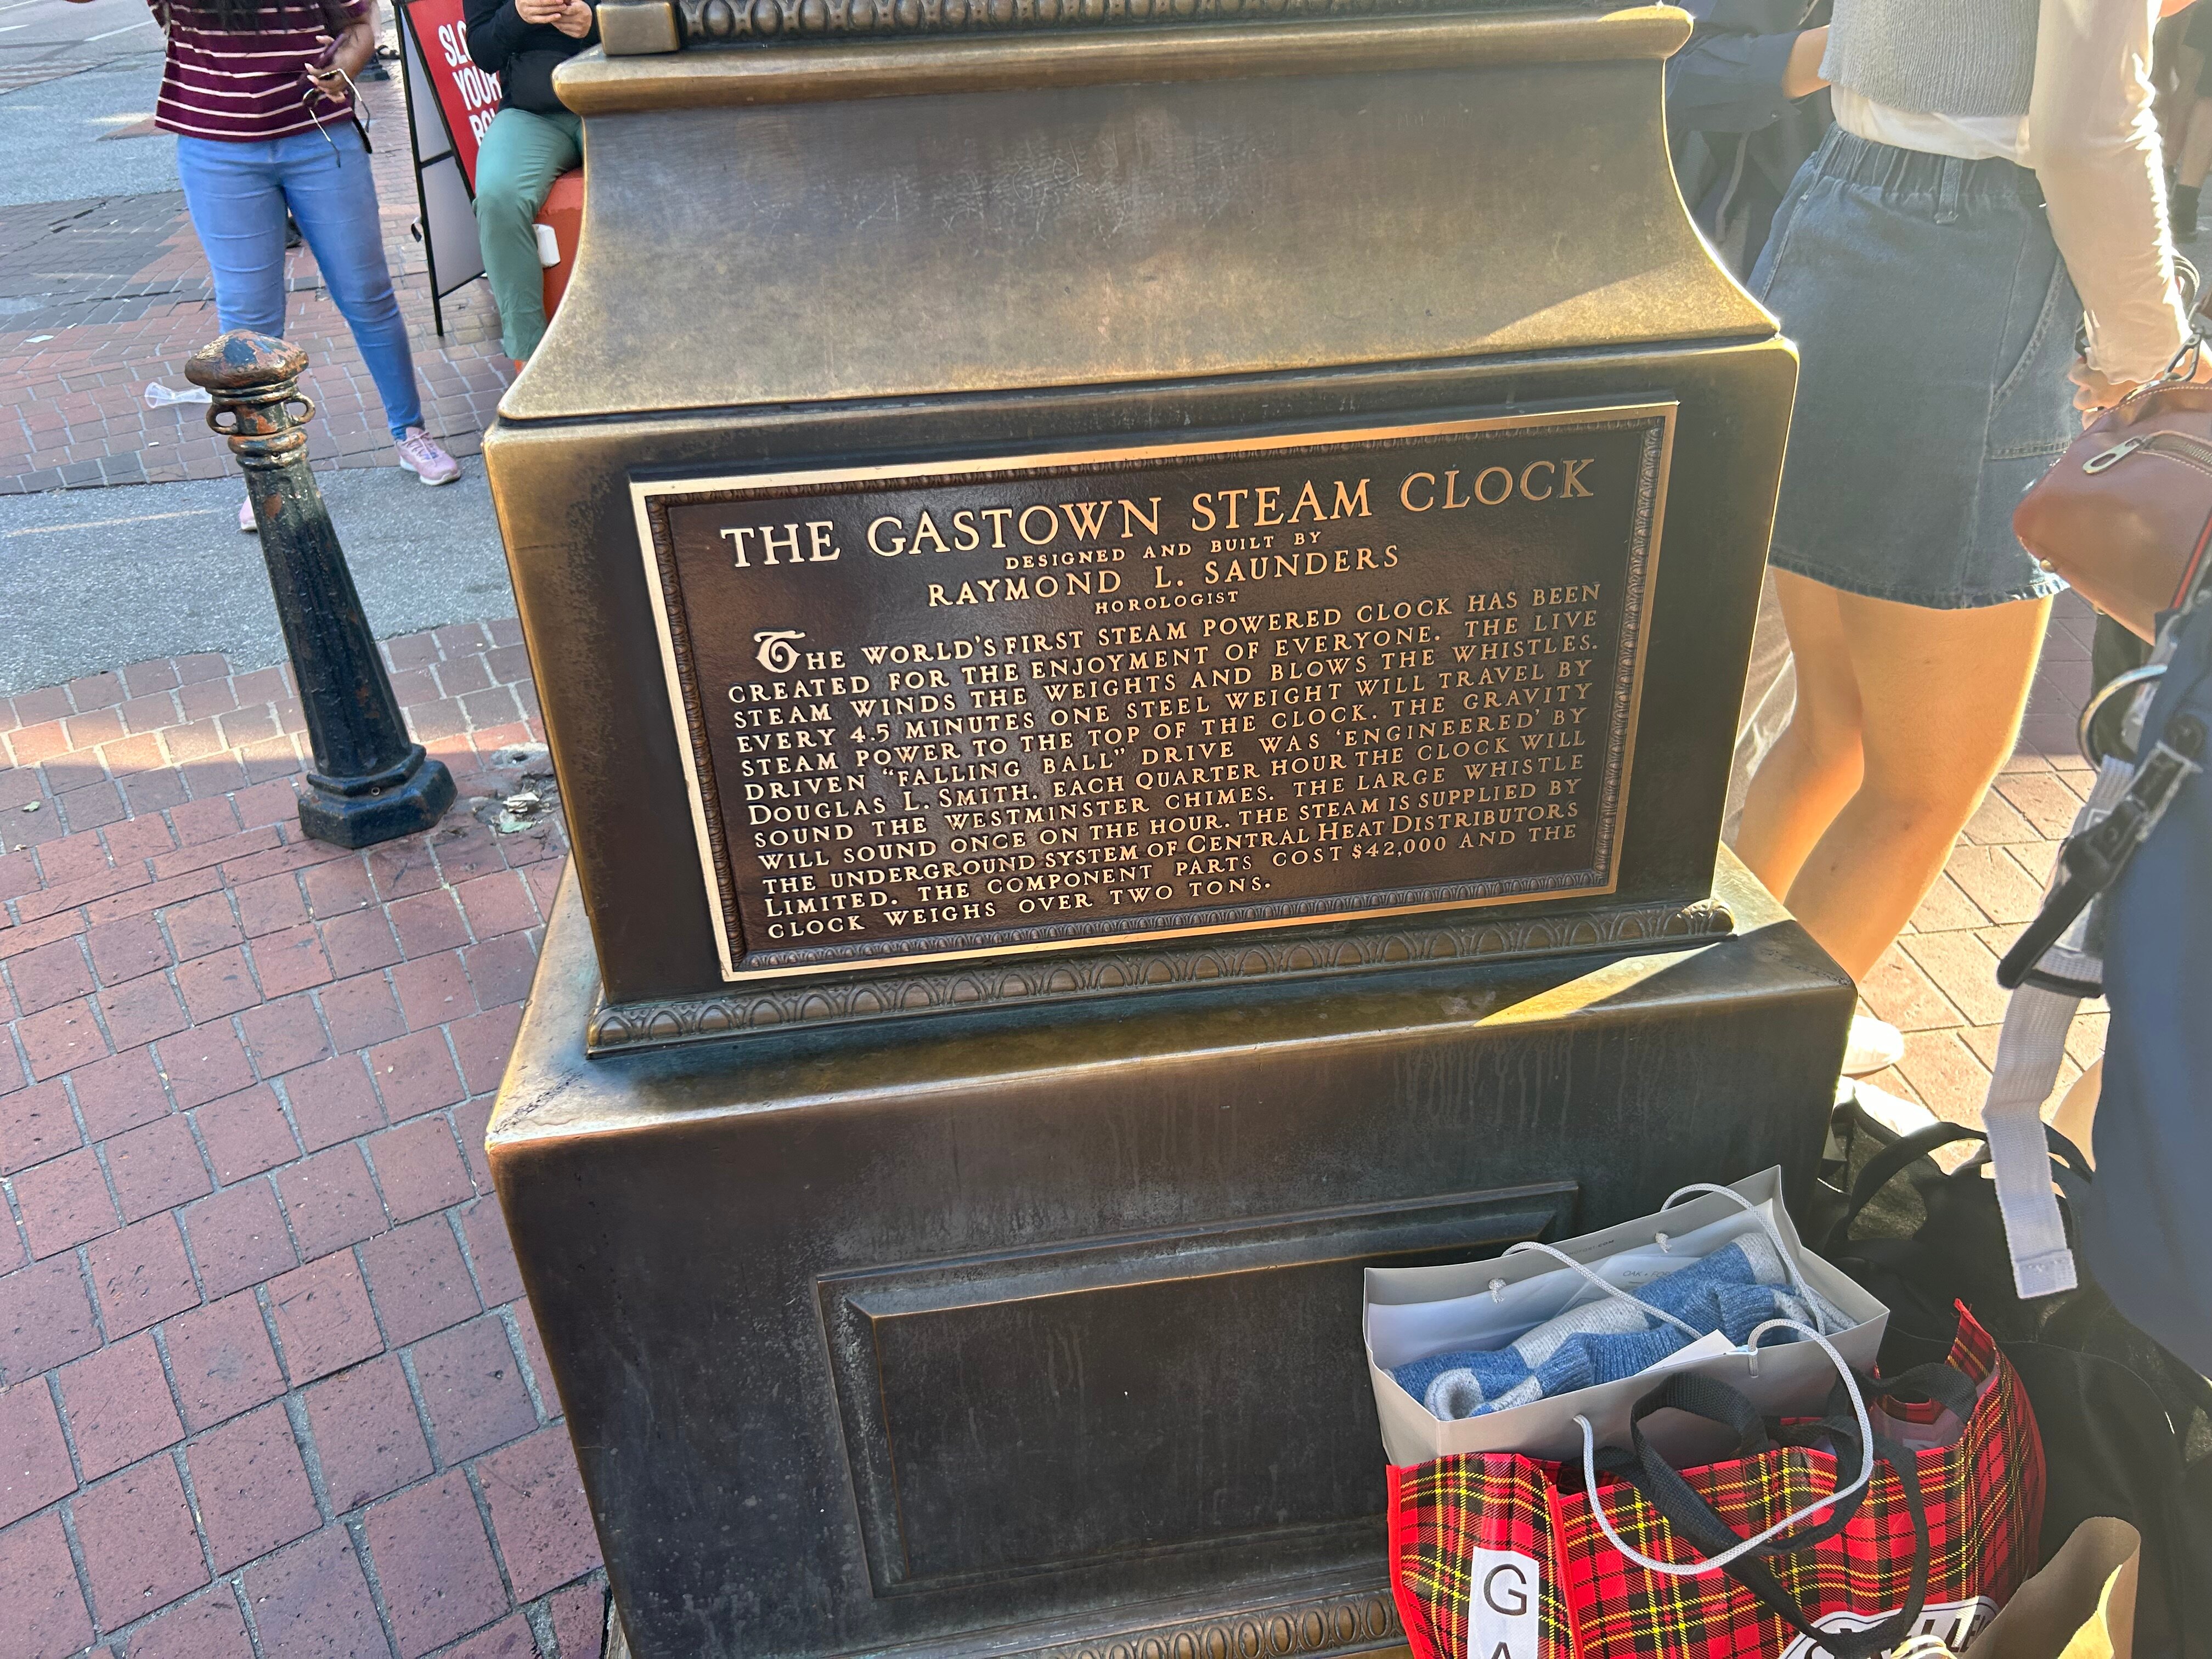 SLO
YOUR
THE GASTOWN STEAM CLOCK
DESIGNED AND BUILT BY
RAYMOND L. SAUNDERS
HOROLOGIST
THE WORLD'S FIRST STEAM POWERED CLOCK HAS BEEN
CREATED FOR THE ENJOYMENT OF EVERYONE. THE LIVE
STEAM WINDS THE WEIGHTS AND BLOWS THE WHISTLES.
EVERY 4.5 MINUTES ONE STEEL WEIGHT WILL TRAVEL BY
STEAM POWER TO THE TOP OF THE CLOCK. THE GRAVITY
DRIVEN "FALLING BALL" DRIVE WAS 'ENGINEERED' BY
DOUGLAS L. SMITH. EACH QUARTER HOUR THE CLOCK WILL
SOUND THE WESTMINSTER CHIMES. THE LARGE WHISTLE
WILL SOUND ONCE ON THE HOUR. THE STEAM IS SUPPLIED BY
THE UNDERGROUND SYSTEM OF CENTRAL HEAT DISTRIBUTORS
LIMITED. THE COMPONENT PARTS COST $42,000 AND THE
CLOCK WEIGHS OVER TWO TONS.
G
A